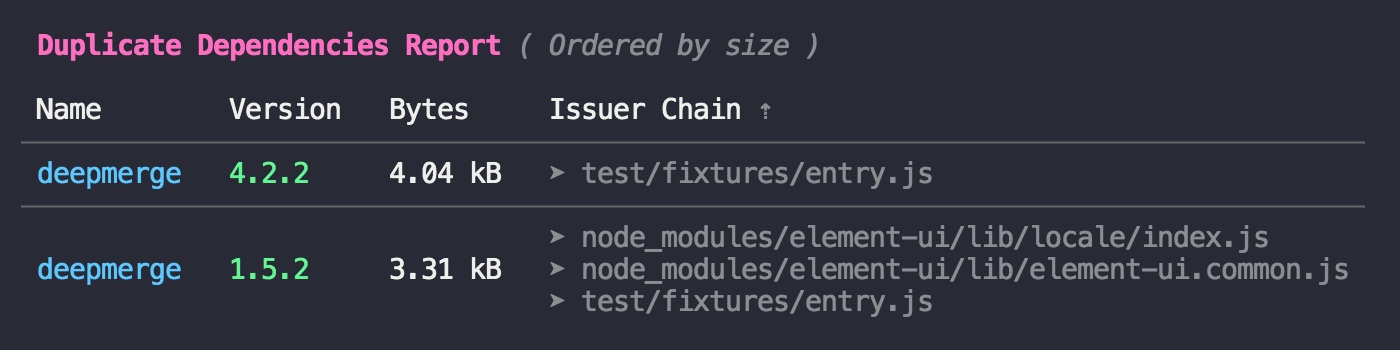 Duplicate Dependencies Report ( Ordered by size )
Name Version Bytes Issuer Chain ⇡
deepmerge 4.2.2 4.04 kB ➤ test/fixtures/entry.js
➤ node_modules/element-ui/lib/locale/index.js
deepmerge 1.5.2 3.31 kB ➤ node_modules/element-ui/lib/element-ui.common.js
➤ test/fixtures/entry.js